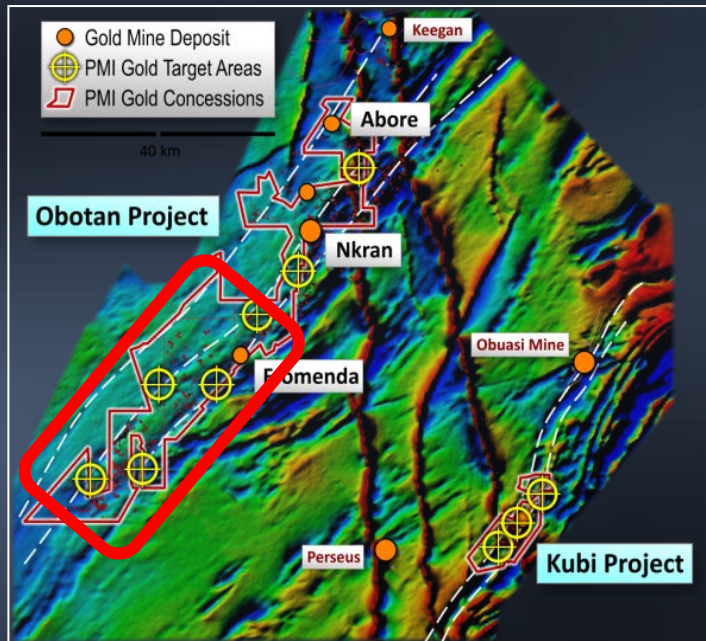 Gold Mine Deposit
PMI Gold Target Areas
PMI Gold Concessions
40 km
Keegan
Abore
Obotan Project
Nkran
Obuasi Mine
Perseus
Kubi Project